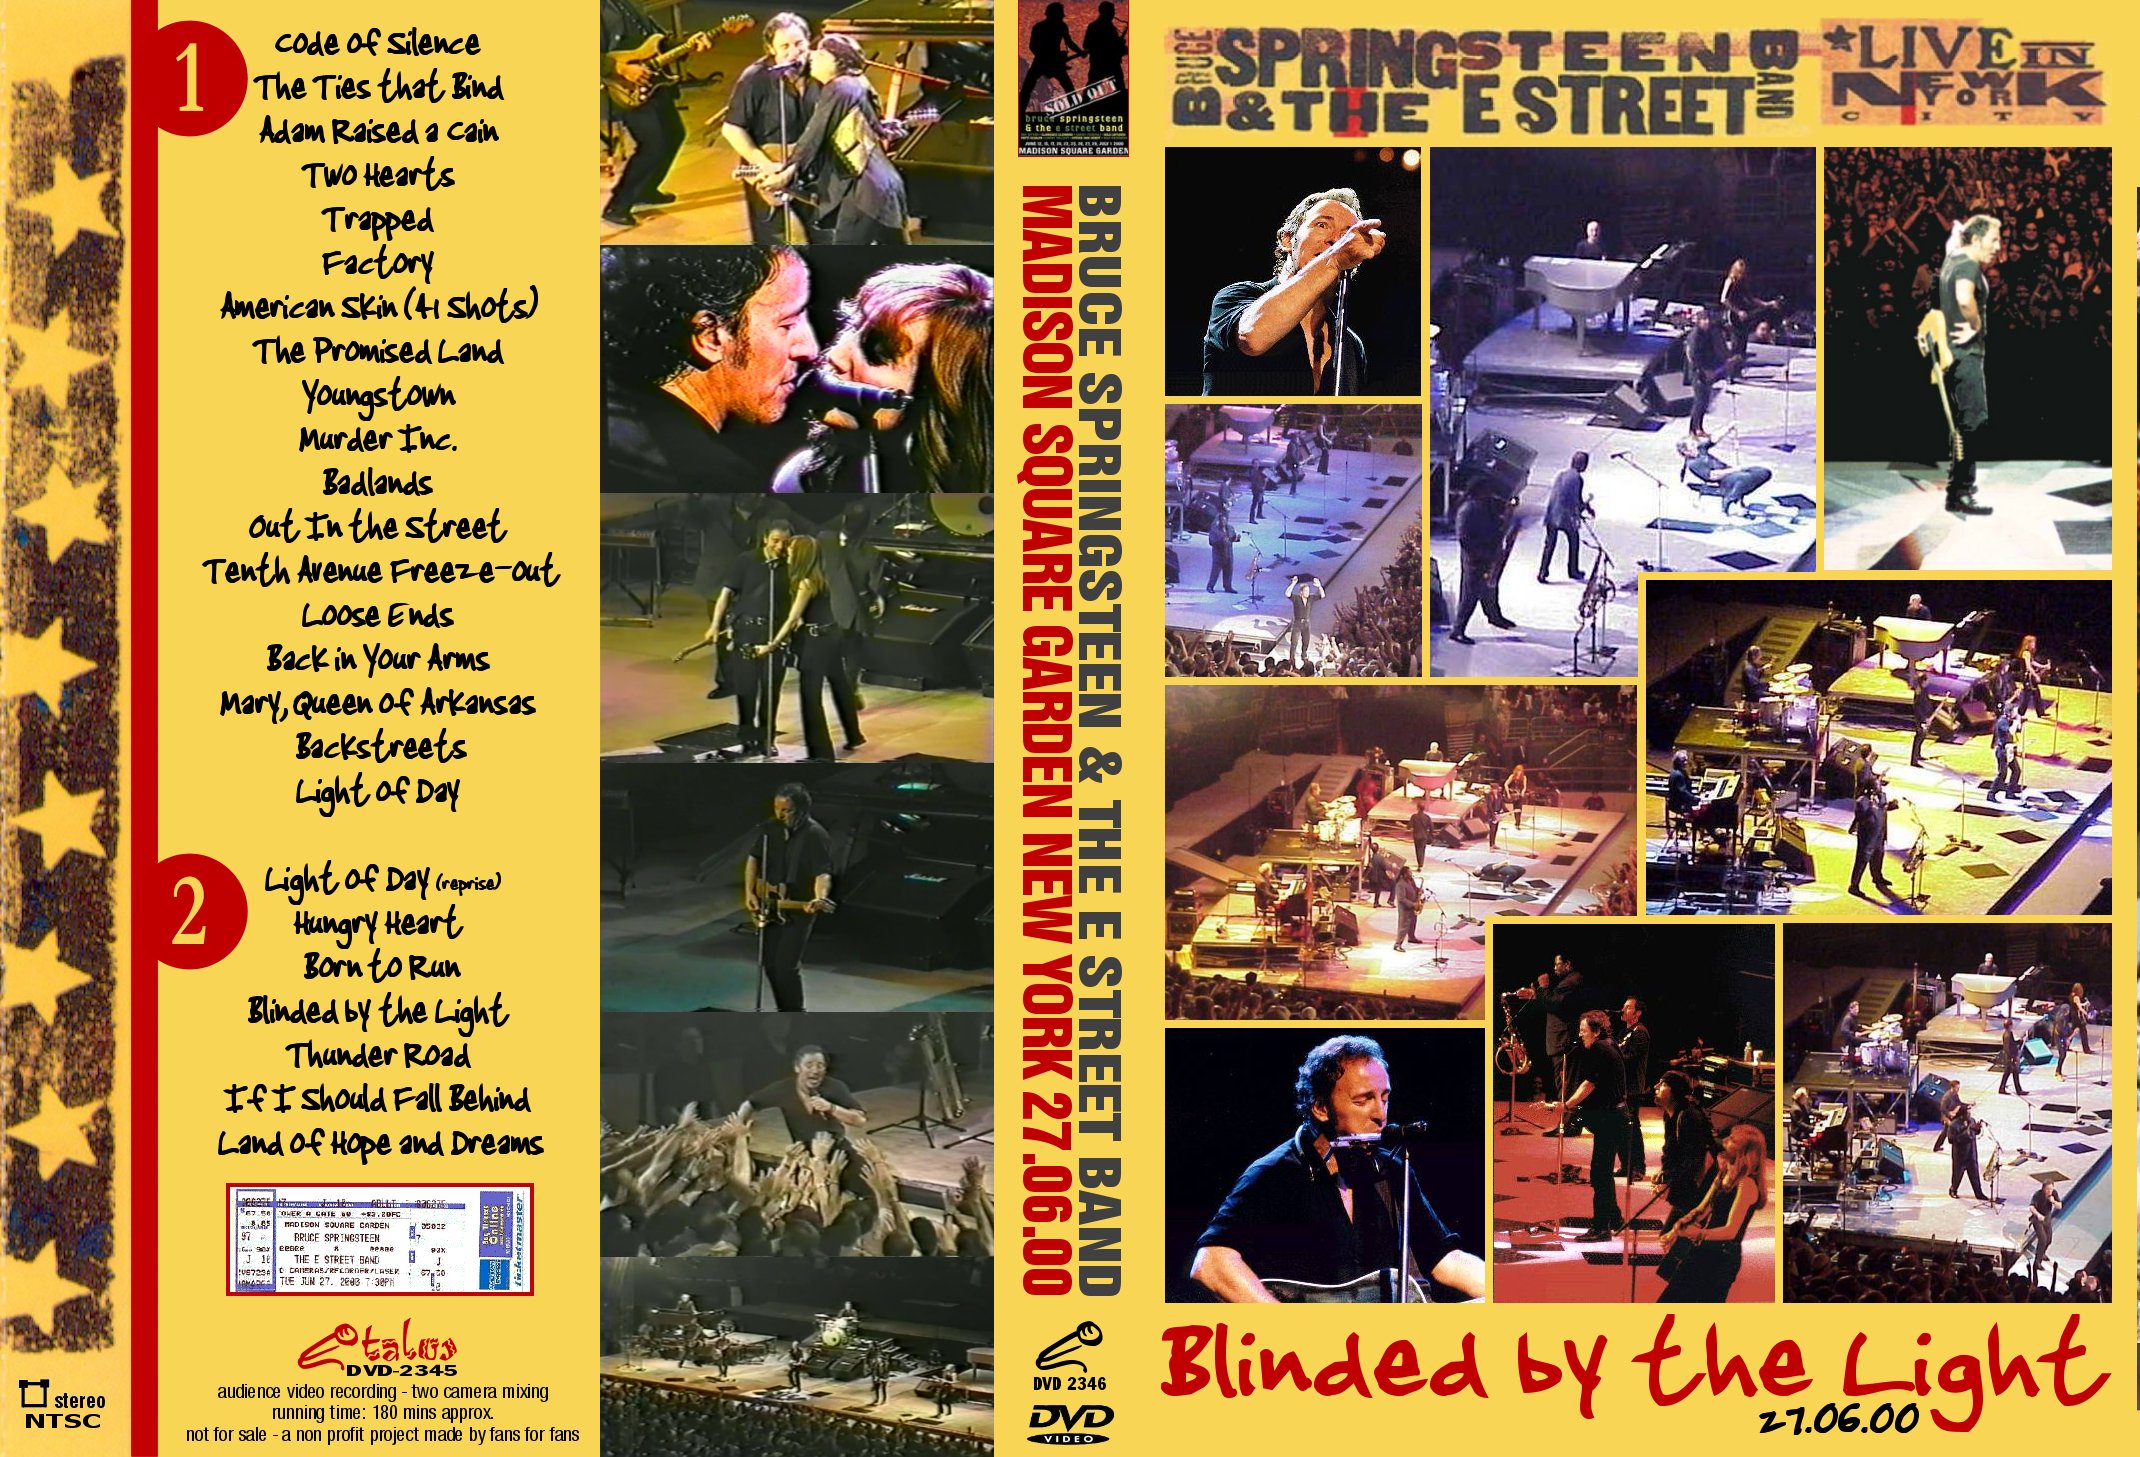 1
Code of Silence
The Ties that Bind
Adam Raised a Cain
Two Hearts
Trapped
Factory
American Skin (41 Shots)
The Promised Land
Youngstown
Murder Inc.
Badlands
Out In the Street
Tenth Avenue Freeze-out
Loose Ends
Back in Your Arms
Mary, Queen of Arkansas
Backstreets
Light of Day
2
Light of Day (reprise)
Hungry Heart
Born to Run
Blinded by the Light
Thunder Road
If I Should Fall Behind
Land of Hope and Dreams
MADISON SQUARE GARDEN
BRUCE SPRINGSTEEN
THE E STREET BAND
TUE JUN 27, 2000 7:30PM
ticketmaster
talus
DVD-2345
audience video recording - two camera mixing
running time: 180 mins approx.
not for sale - a non profit project made by fans for fans
stereo
NTSC
SOLD OUT
bruce springsteen
& the e street band
MADISON SQUARE GARDEN
BRUCE SPRINGSTEEN & THE E STREET BAND
MADISON SQUARE GARDEN NEW YORK 27.06.00
DVD 2346
DVD
VIDEO
BRUCE SPRINGSTEEN
& THE E STREET BAND
LIVE IN
NEW YORK
CITY
Blinded by the Light
27.06.00